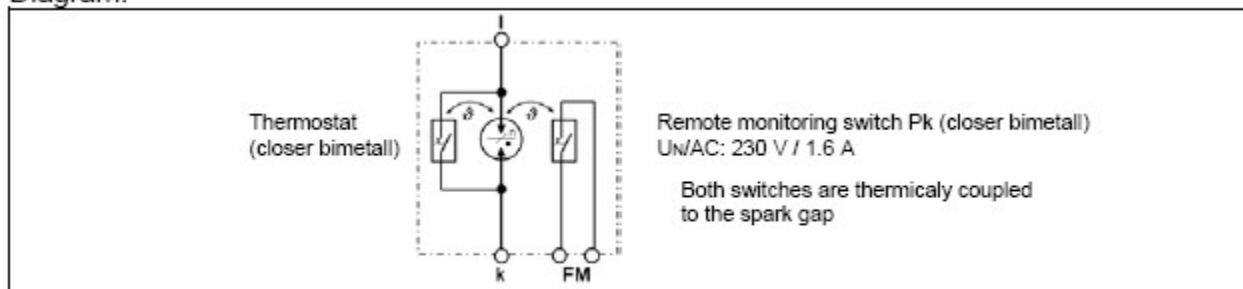 Diagram:
l
Thermostat
(closer bimetall)
ϑ
ϑ
Remote monitoring switch Pk (closer bimetall)
UN/AC: 230 V / 1.6 A
Both switches are thermicaly coupled
to the spark gap
k
FM